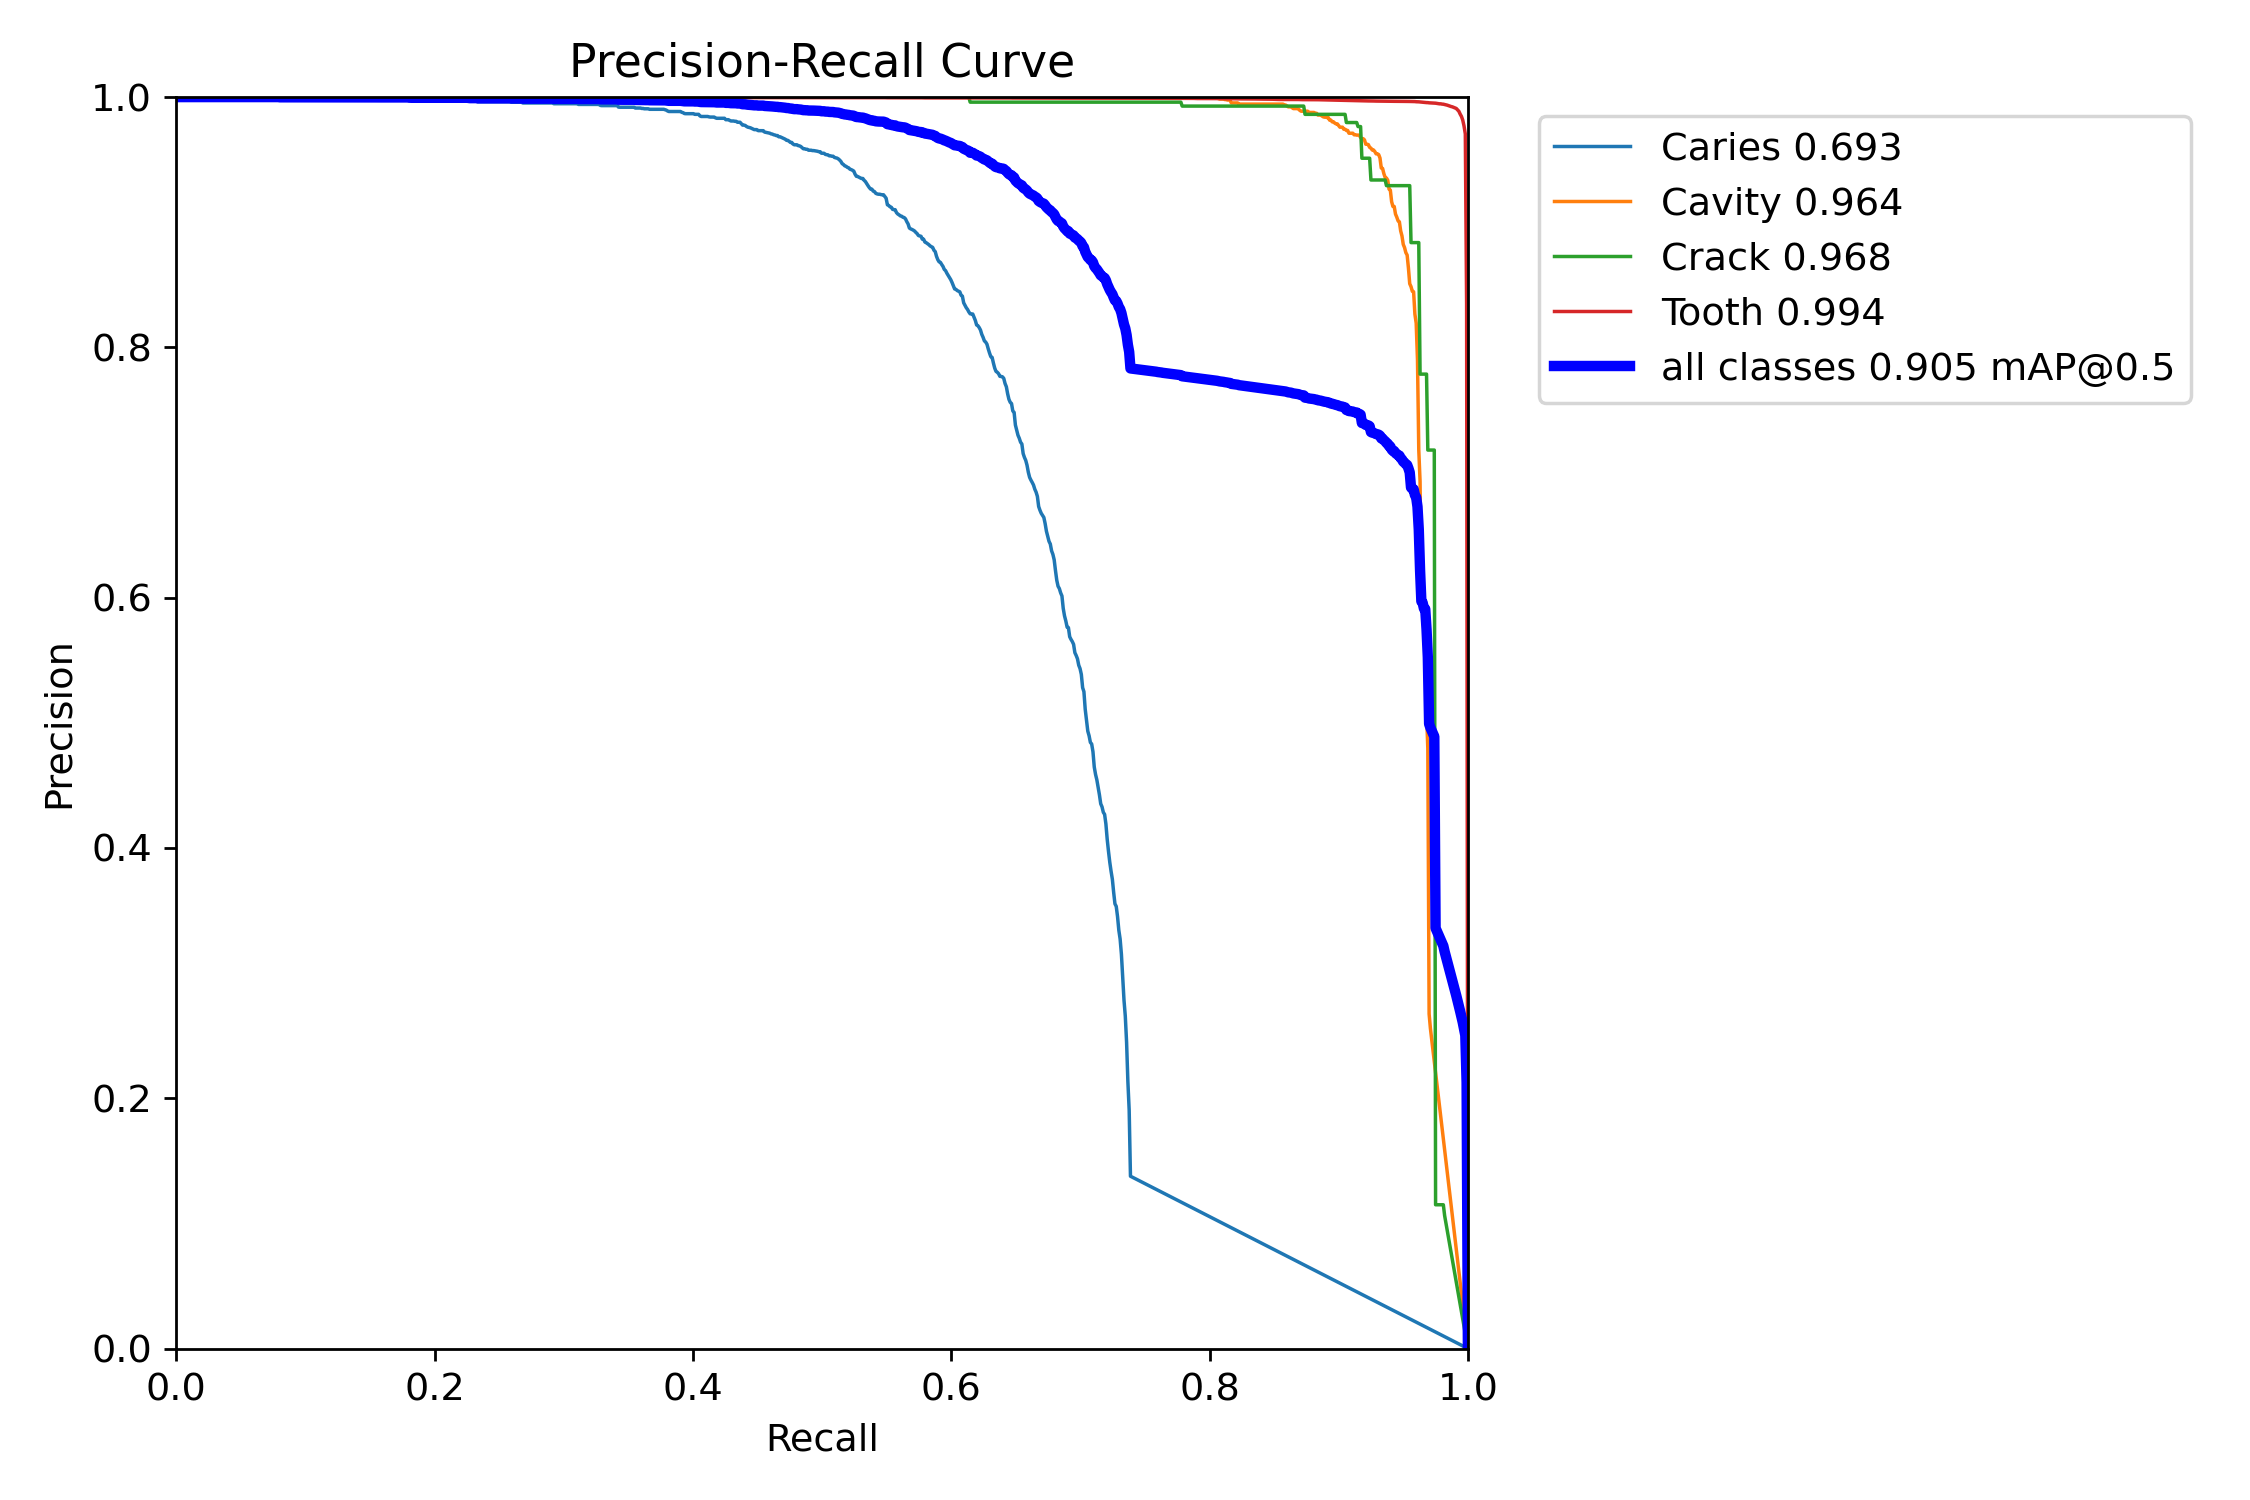 Precision-Recall Curve
1.0
0.8
0.6
0.4
0.2
0.0
Precision
0.0 0.2 0.4 0.6 0.8 1.0
Recall
Caries 0.693
Cavity 0.964
Crack 0.968
Tooth 0.994
all classes 0.905 mAP@0.5